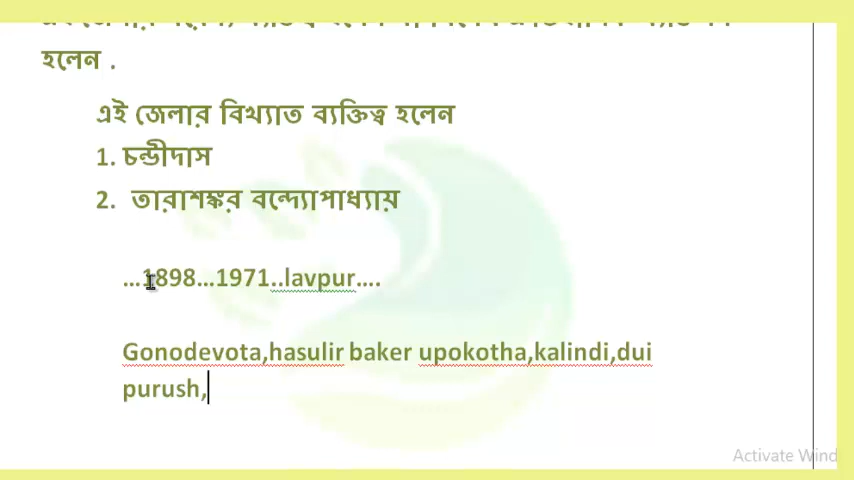 হলেন .
এই জেলার বিখ্যাত ব্যক্তিত্ব হলেন
1. চন্ডীদাস
2. তারাশঙ্কর বন্দ্যোপাধ্যায়
...1898...1971..lavpur....
Gonodevota,hasulir baker upokotha,kalindi,dui
purush,
Activate Wind